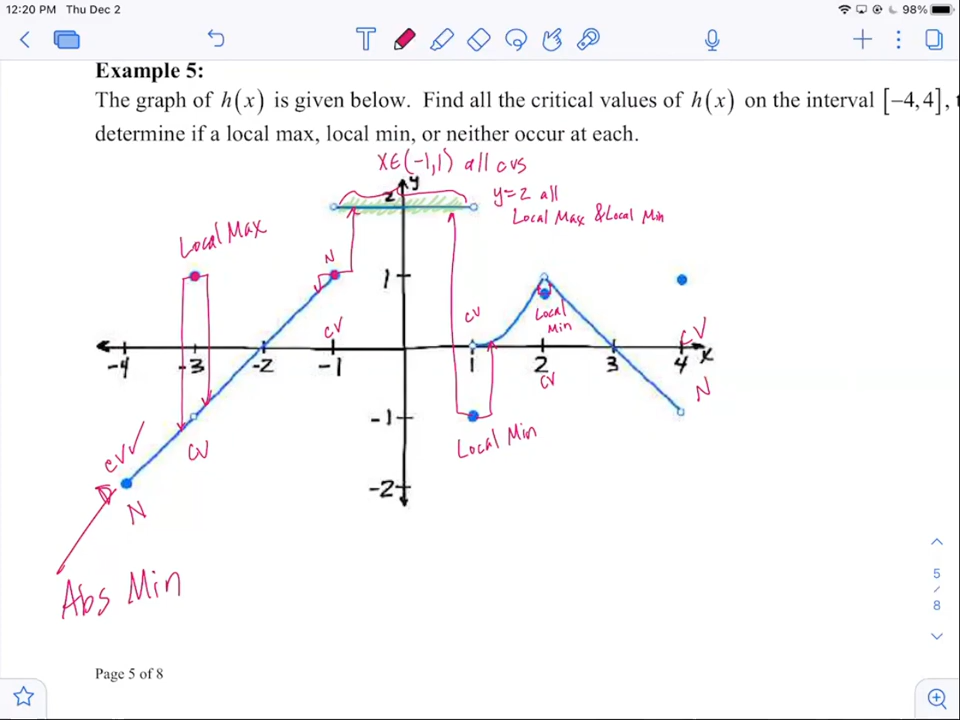 12:20 PM Thu Dec 2
98%
T
Example 5:
The graph of h(x) is given below. Find all the critical values of h(x) on the interval [−4,4],
determine if a local max, local min, or neither occur at each.
X∈(-1,1) all cvs
y
2
y=2 all
Local Max & Local Min
Local Max
N
1
CV
CV
Local
Min
CV
-4 -3 -2 -1 1 2 3 4 x
CV
N
-1
Local Min
CV
CV✓
-2
N
Abs Min
5
/
8
Page 5 of 8